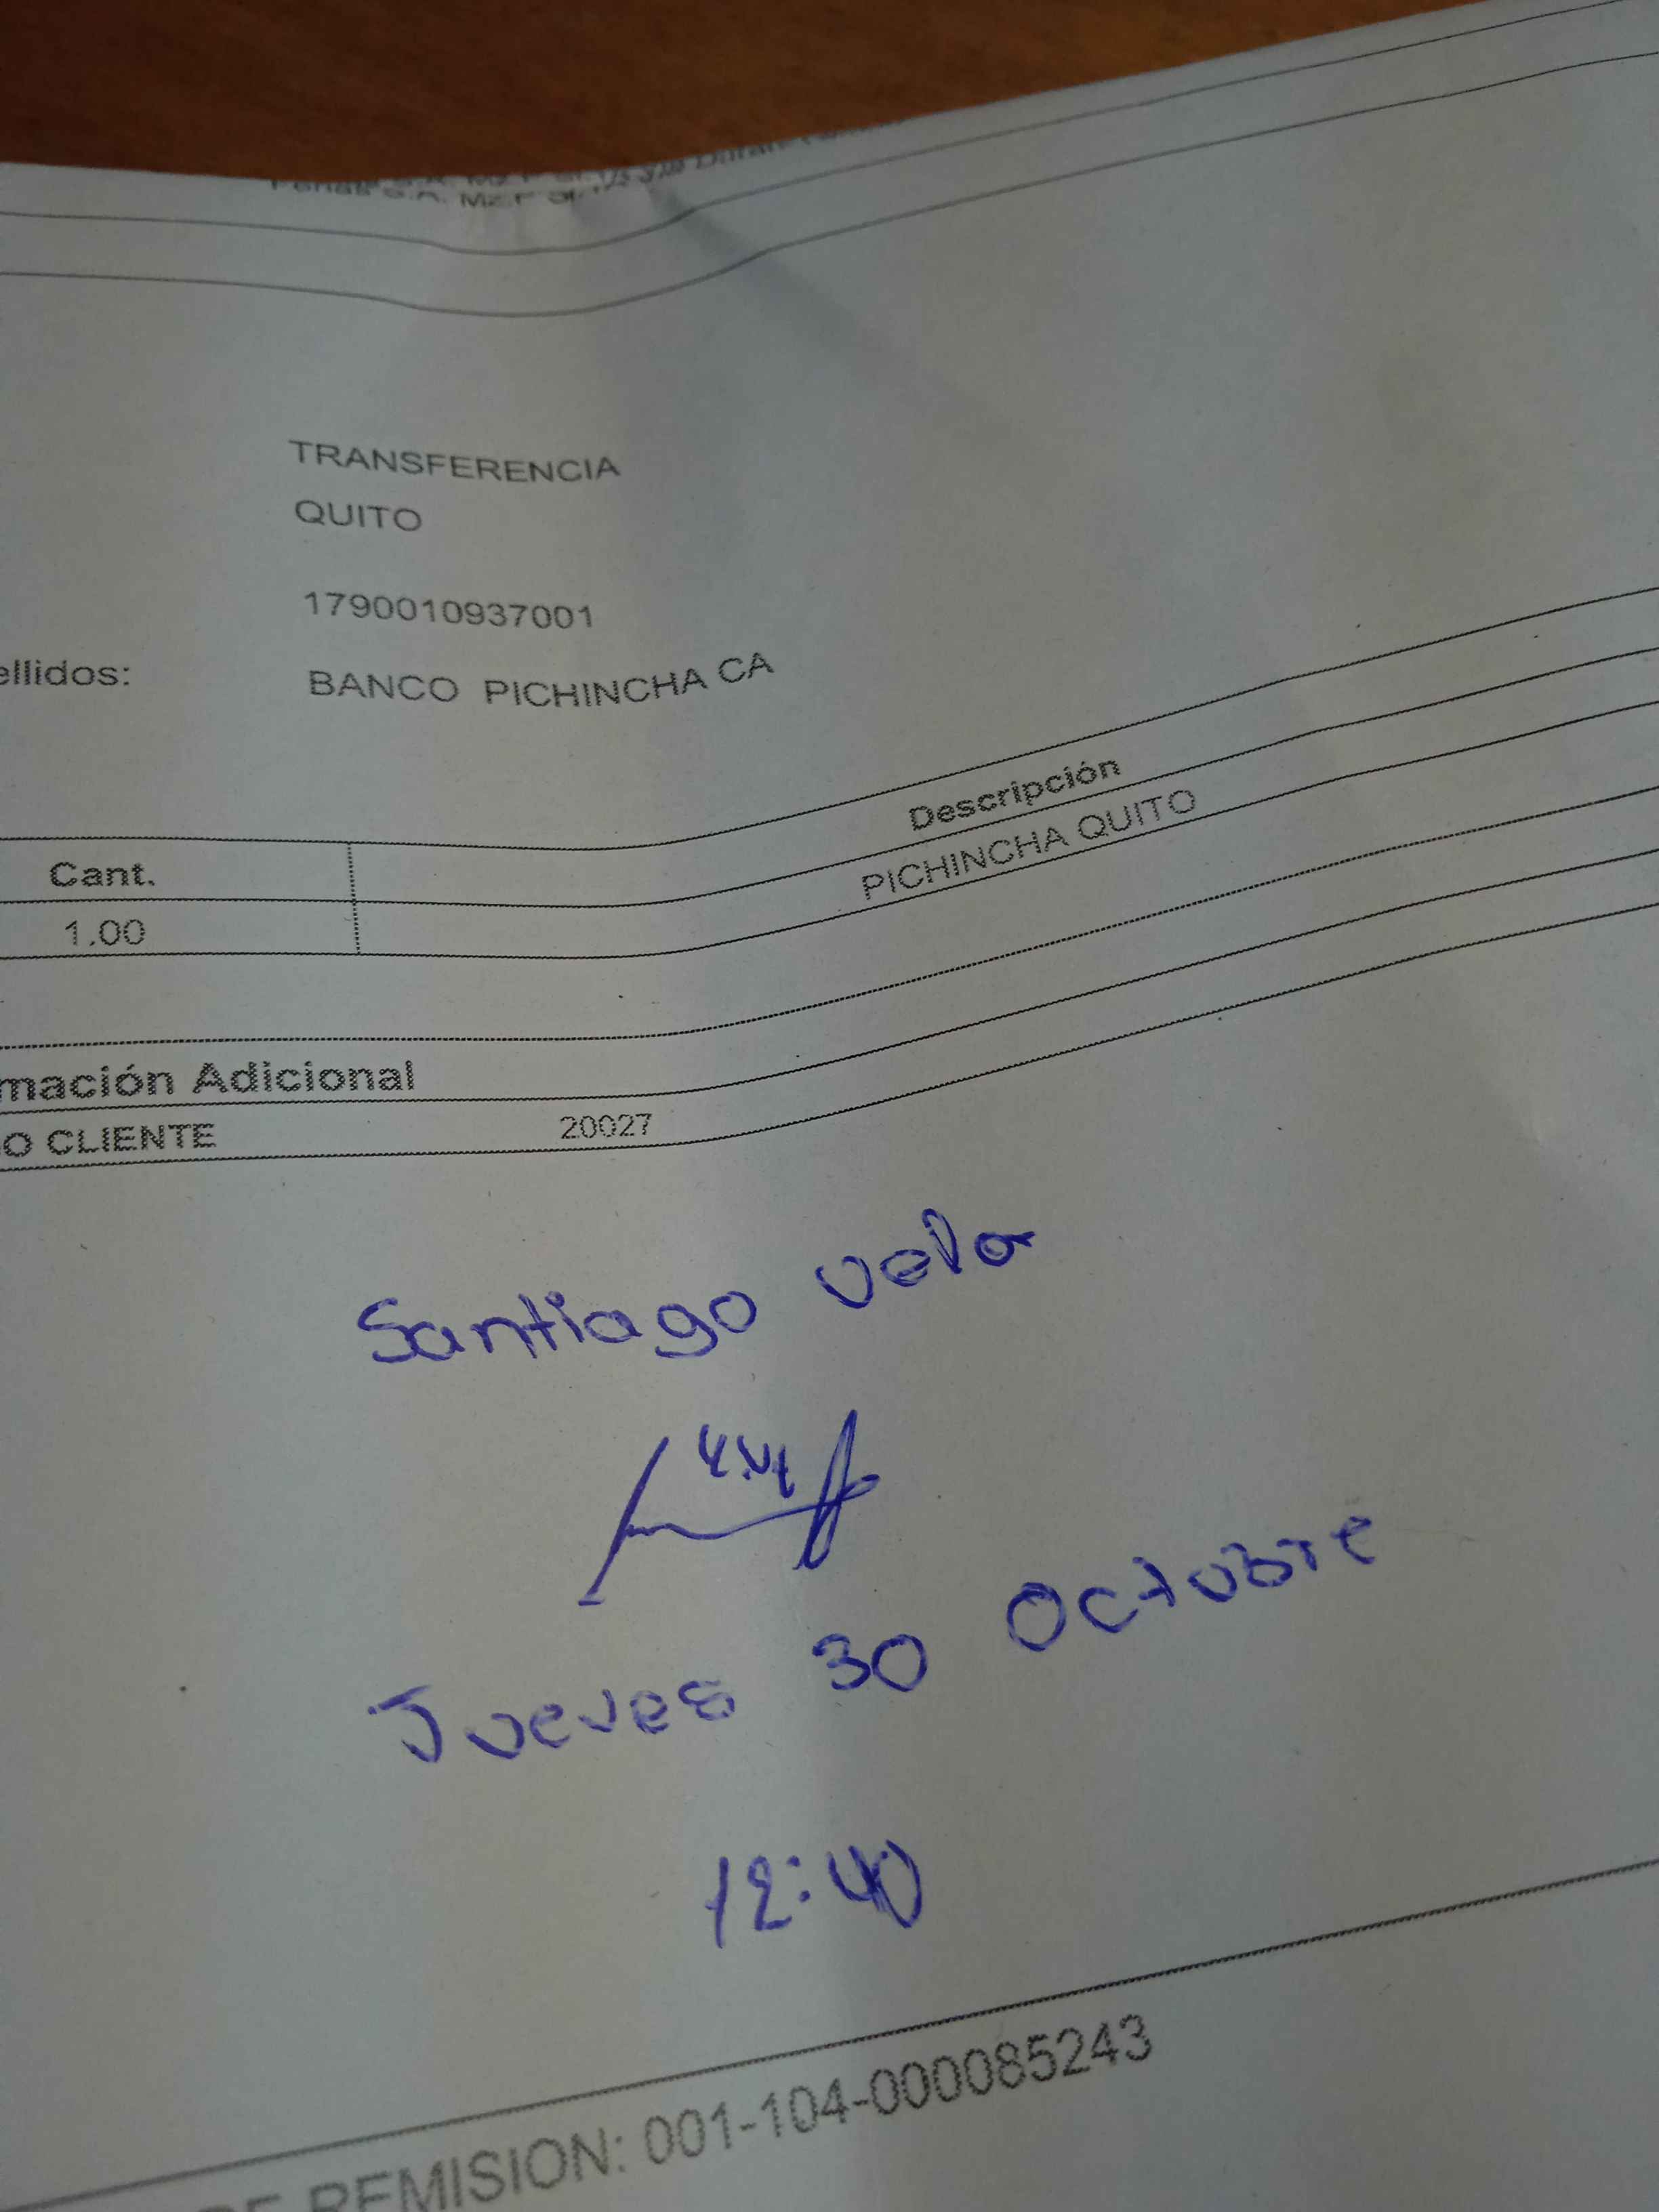 TRANSFERENCIA
QUITO
1790010937001
ellidos: BANCO PICHINCHA CA
Cant. Descripción
1.00 PICHINCHA QUITO
mación Adicional
O CLIENTE 20027
Santiago Vela
Jueves 30 Octubre
12:40
REMISION: 001-104-000085243